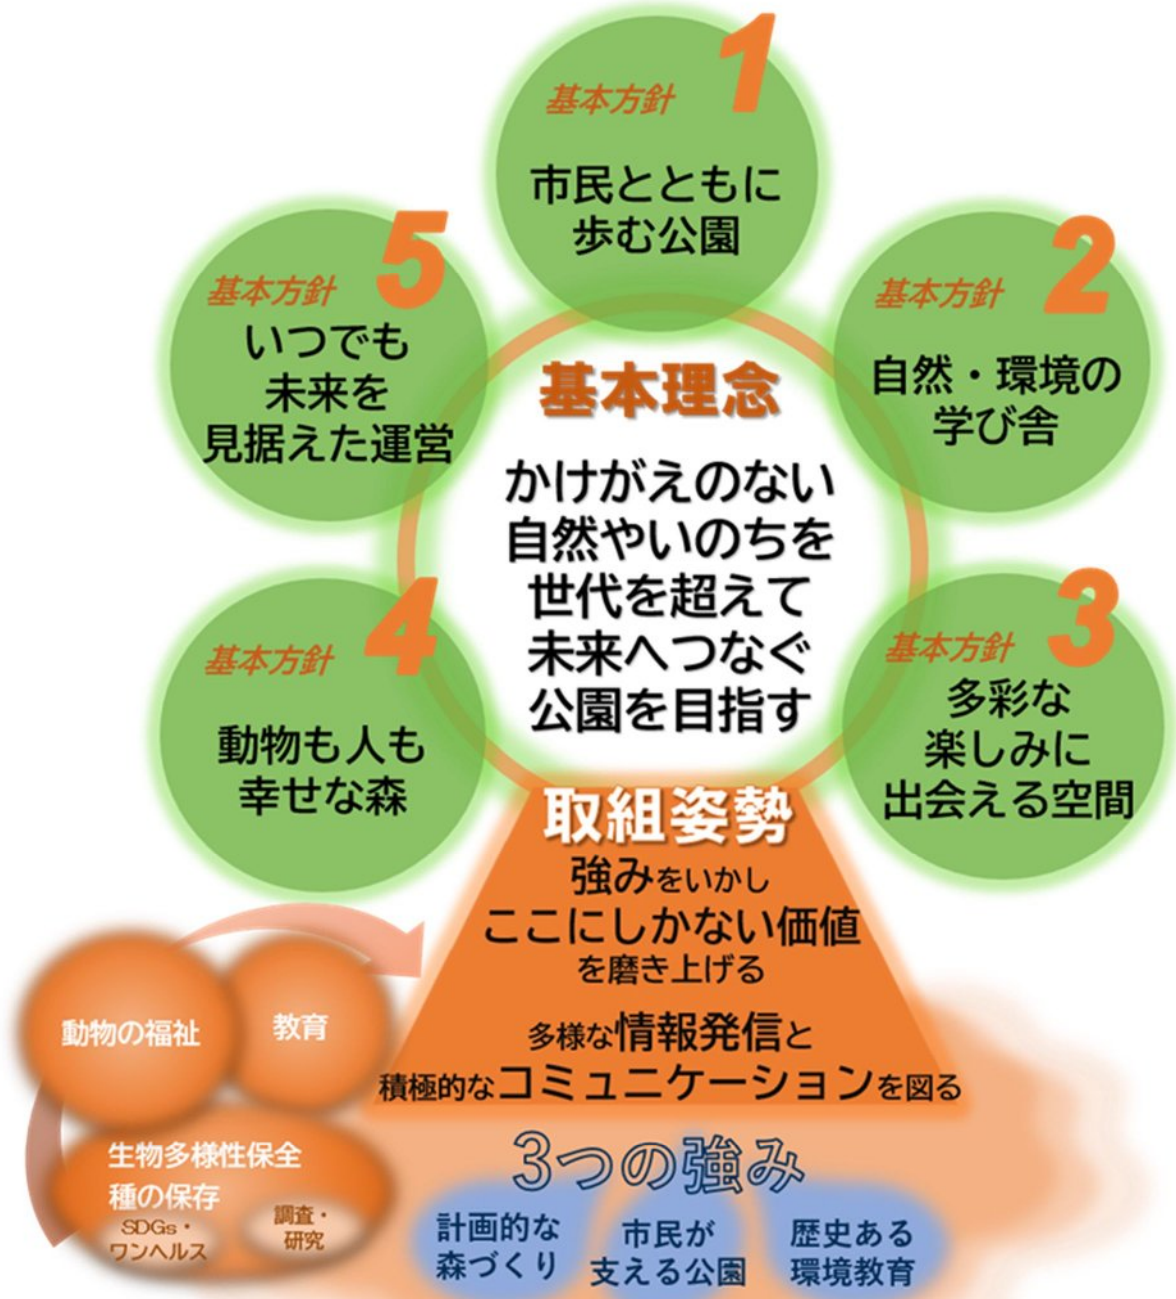 基本方針 1
市民とともに
歩む公園
基本方針 2
自然・環境の
学び舎
基本方針 3
多彩な
楽しみに
出会える空間
基本方針 4
動物も人も
幸せな森
基本方針 5
いつでも
未来を
見据えた運営
基本理念
かけがえのない
自然やいのちを
世代を超えて
未来へつなぐ
公園を目指す
取組姿勢
強みをいかし
ここにしかない価値
を磨き上げる
多様な情報発信と
積極的なコミュニケーションを図る
動物の福祉
教育
生物多様性保全
種の保存
SDGs・
ワンヘルス
調査・
研究
3つの強み
計画的な
森づくり
市民が
支える公園
歴史ある
環境教育